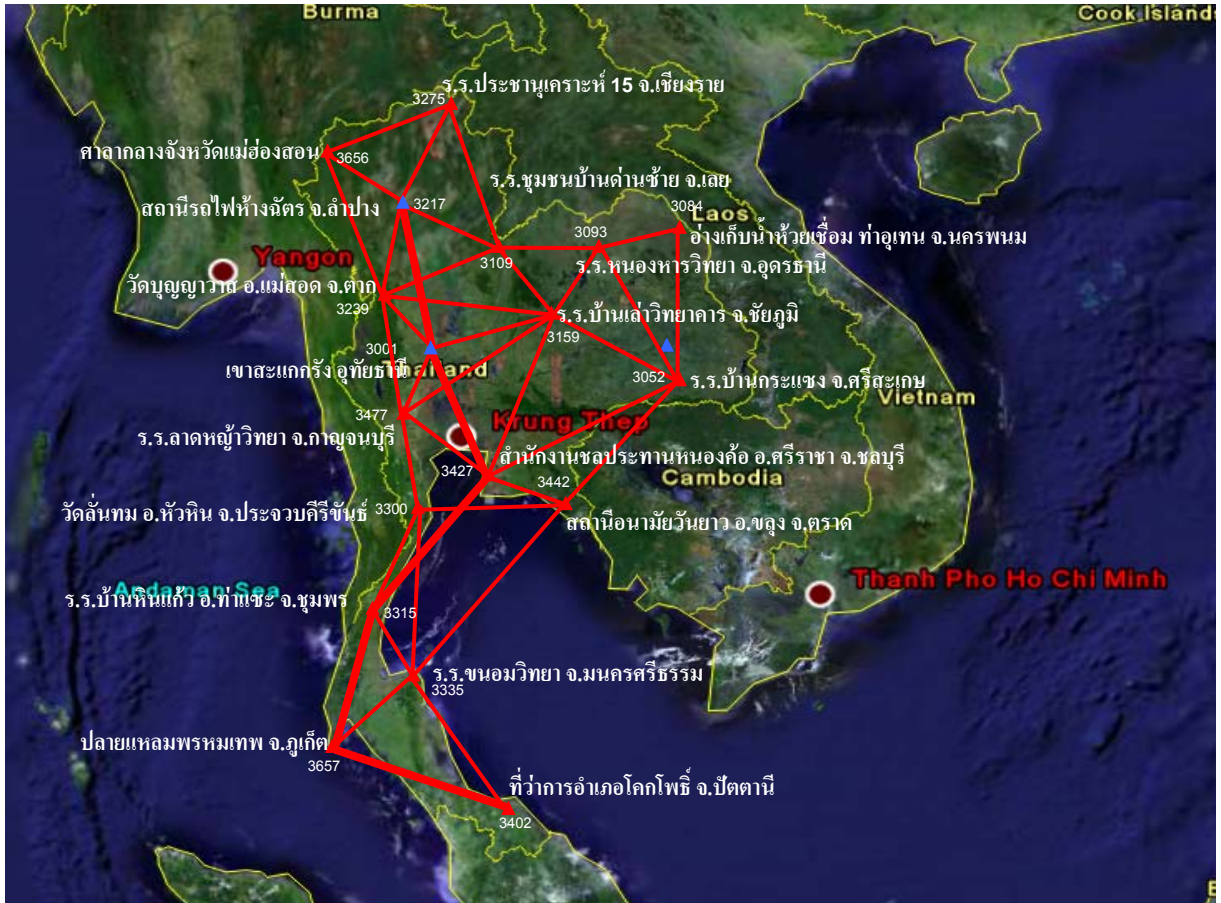 Burma
Cook Islands
ร.ร.ประชานุเคราะห์ 15 จ.เชียงราย
3275
ศาลากลางจังหวัดแม่ฮ่องสอน
3656
ร.ร.ชุมชนบ้านด่านซ้าย จ.เลย
สถานีรถไฟห้างฉัตร จ.ลำปาง
3217
3084
Laos
3093
อ่างเก็บน้ำห้วยเชื่อม ท่าอุเทน จ.นครพนม
Yangon
3109
ร.ร.หนองหารวิทยา จ.อุดรธานี
วัดบุญญาวาส อ.แม่สอด จ.ตาก
3239
ร.ร.บ้านเล่าวิทยาคาร จ.ชัยภูมิ
3159
3001
เขาสะแกกรัง อุทัยธานี
Thailand
3052
ร.ร.บ้านกระแซง จ.ศรีสะเกษ
Vietnam
3477
Krung Thep
ร.ร.ลาดหญ้าวิทยา จ.กาญจนบุรี
สำนักงานชลประทานหนองค้อ อ.ศรีราชา จ.ชลบุรี
3427
Cambodia
3442
วัดลั่นทม อ.หัวหิน จ.ประจวบคีรีขันธ์
3300
สถานีอนามัยวันยาว อ.ขลุง จ.ตราด
Andaman Sea
Thanh Pho Ho Chi Minh
ร.ร.บ้านหินแก้ว อ.ท่าแซะ จ.ชุมพร
3315
ร.ร.ขนอมวิทยา จ.มนครศรีธรรม
3335
ปลายแหลมพรหมเทพ จ.ภูเก็ต
3657
ที่ว่าการอำเภอโคกโพธิ์ จ.ปัตตานี
3402